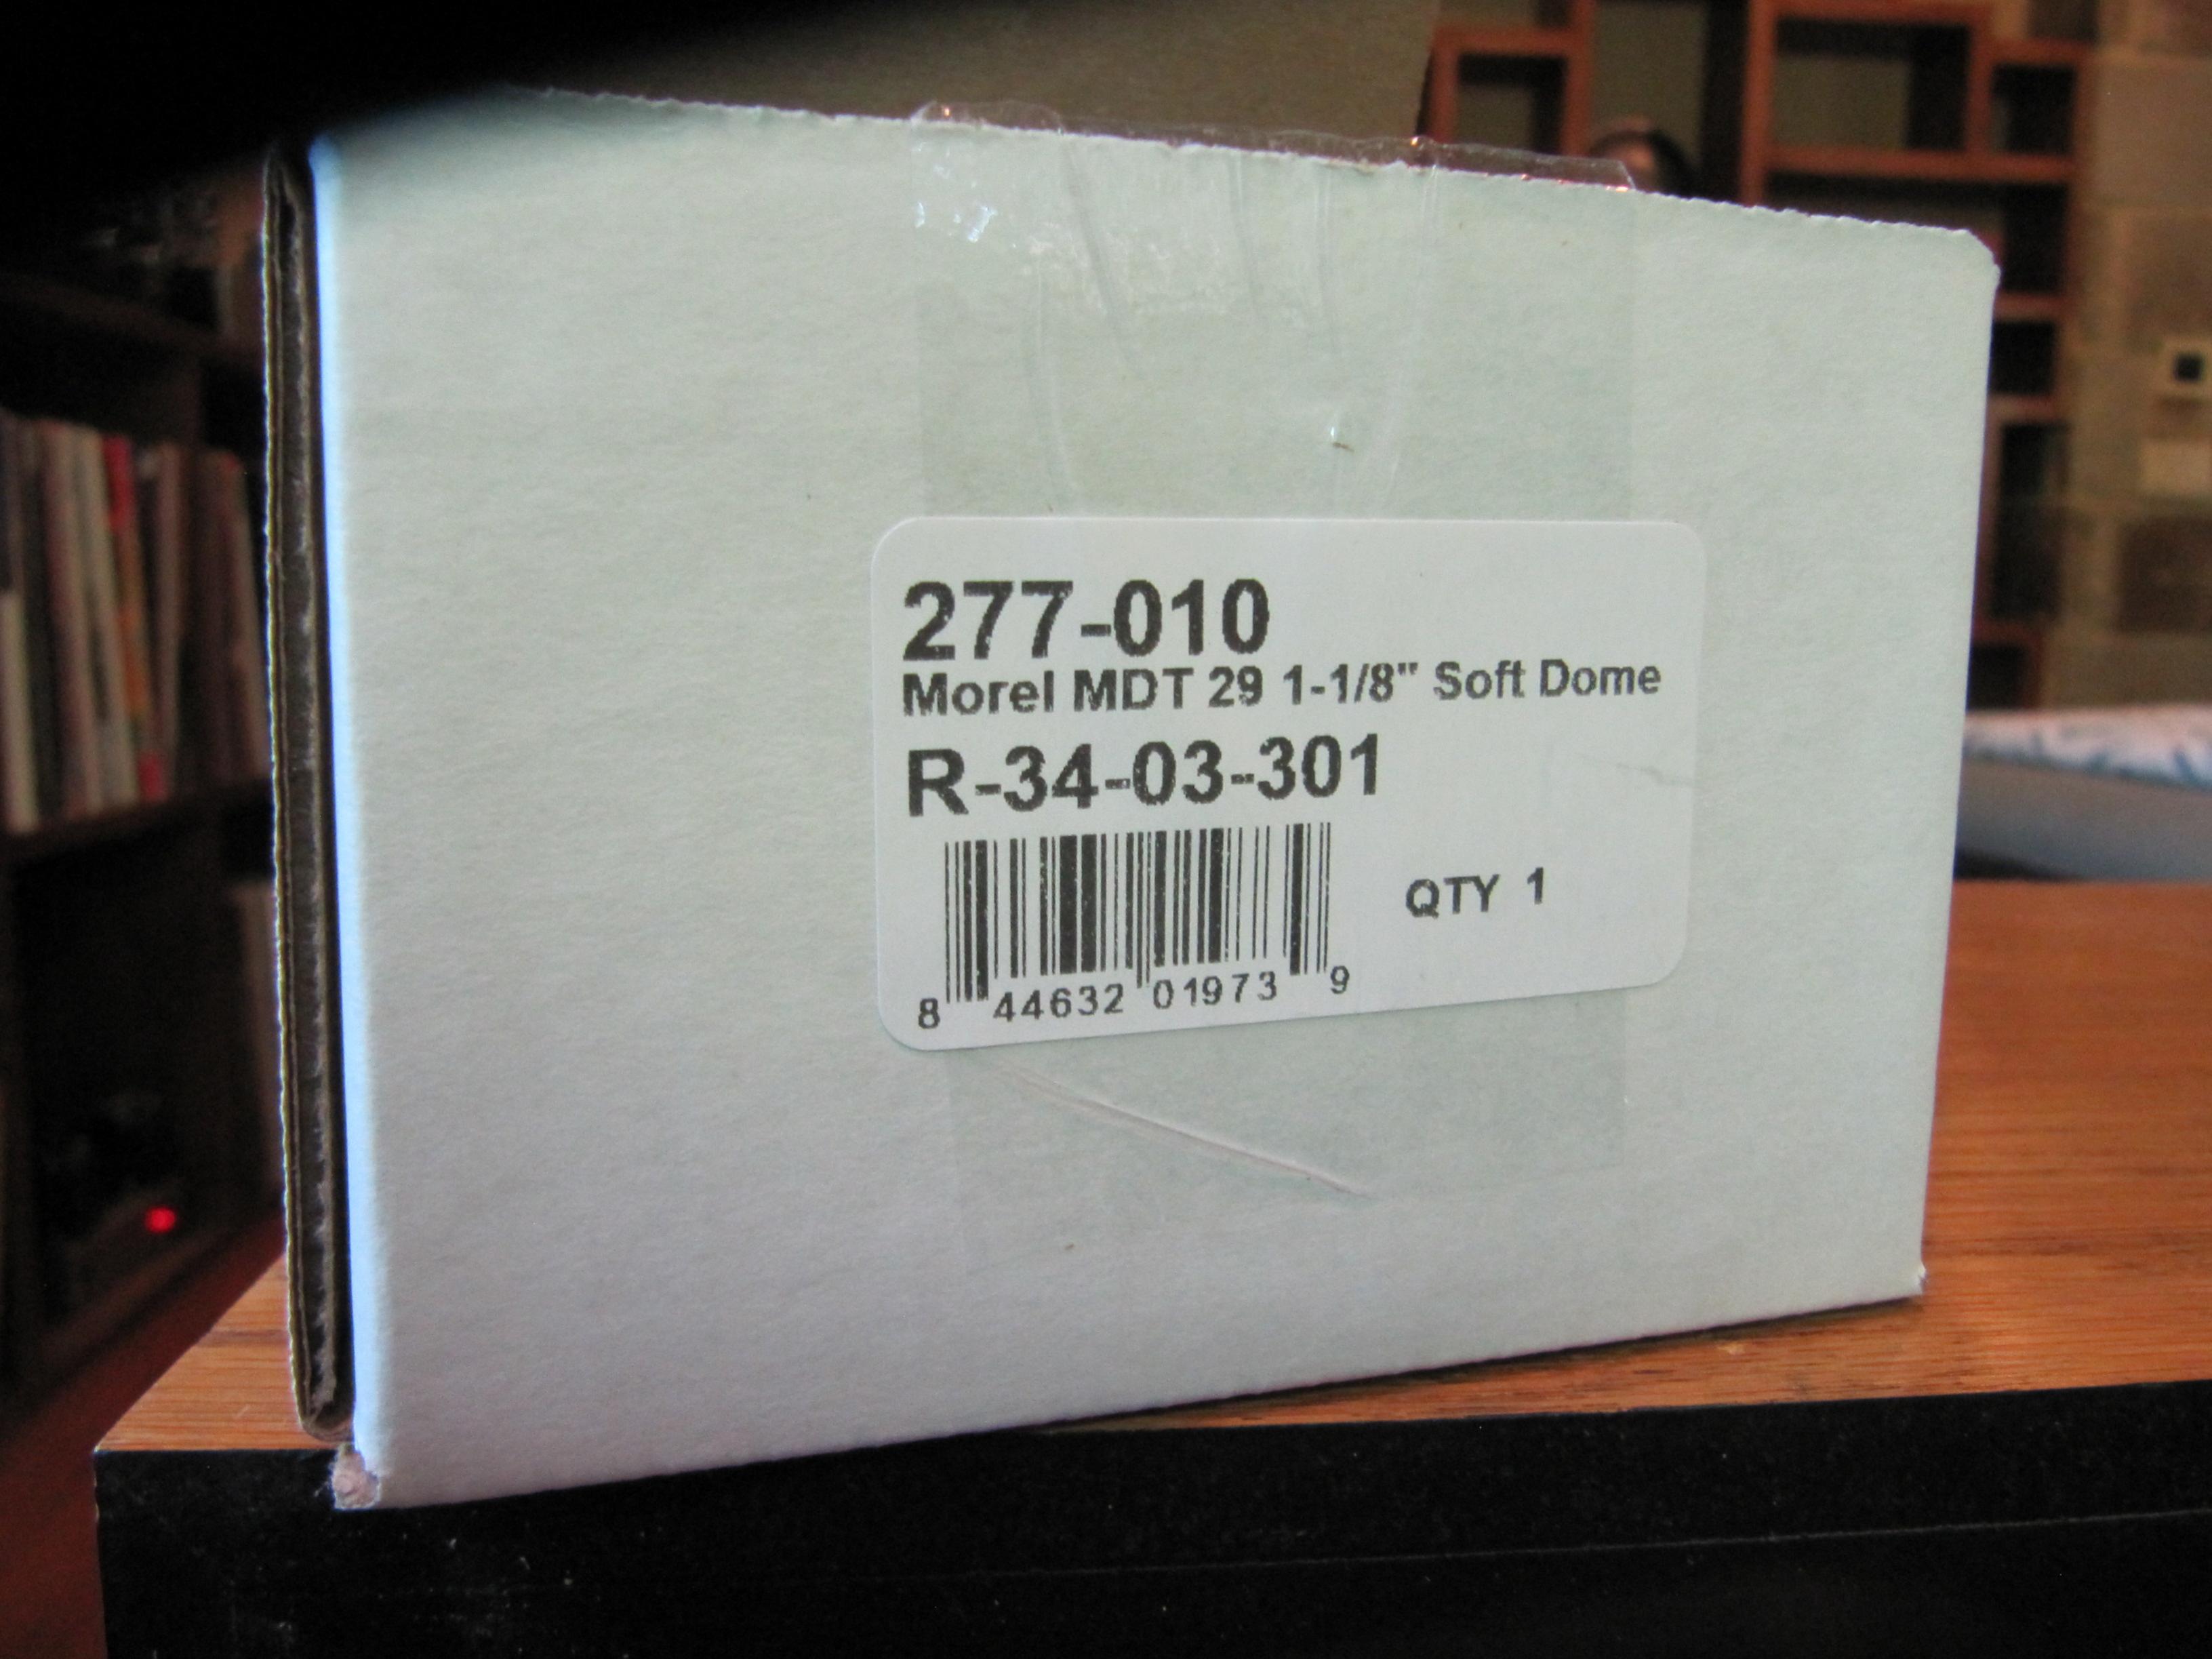 277-010
Morel MDT 29 1-1/8" Soft Dome
R-34-03-301
QTY 1
8 44632 01973 9